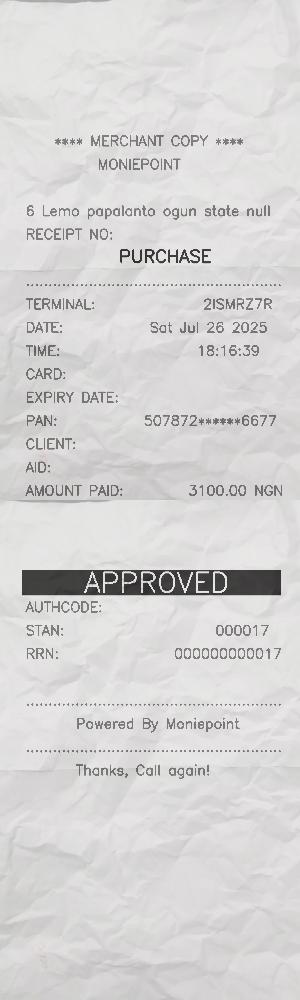 **** MERCHANT COPY ****
MONIEPOINT
6 Lemo papalanto ogun state null
RECEIPT NO:
PURCHASE
TERMINAL: 2ISMRZ7R
DATE: Sat Jul 26 2025
TIME: 18:16:39
CARD:
EXPIRY DATE:
PAN: 507872******6677
CLIENT:
AID:
AMOUNT PAID: 3100.00 NGN
APPROVED
AUTHCODE:
STAN: 000017
RRN: 000000000017
Powered By Moniepoint
Thanks, Call again!